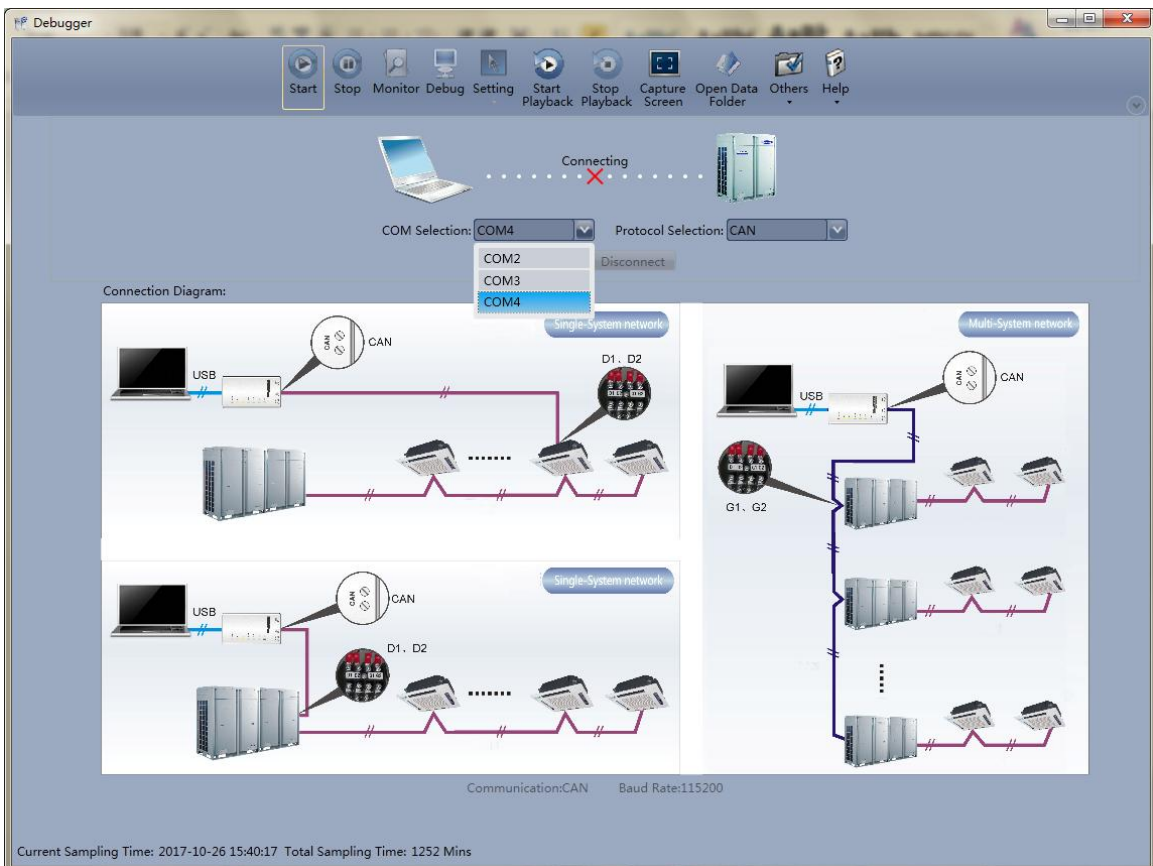 Debugger
Start Stop Monitor Debug Setting Start Playback Stop Playback Capture Screen Open Data Folder Others Help
Connecting
COM Selection: COM4 Protocol Selection: CAN
COM2
COM3
COM4
Disconnect
Connection Diagram:
Single-System network
CAN
CAN
USB
D1、D2
Single-System network
CAN
CAN
USB
D1、D2
Multi-System network
CAN
CAN
USB
G1、G2
Communication:CAN Baud Rate:115200
Current Sampling Time: 2017-10-26 15:40:17 Total Sampling Time: 1252 Mins